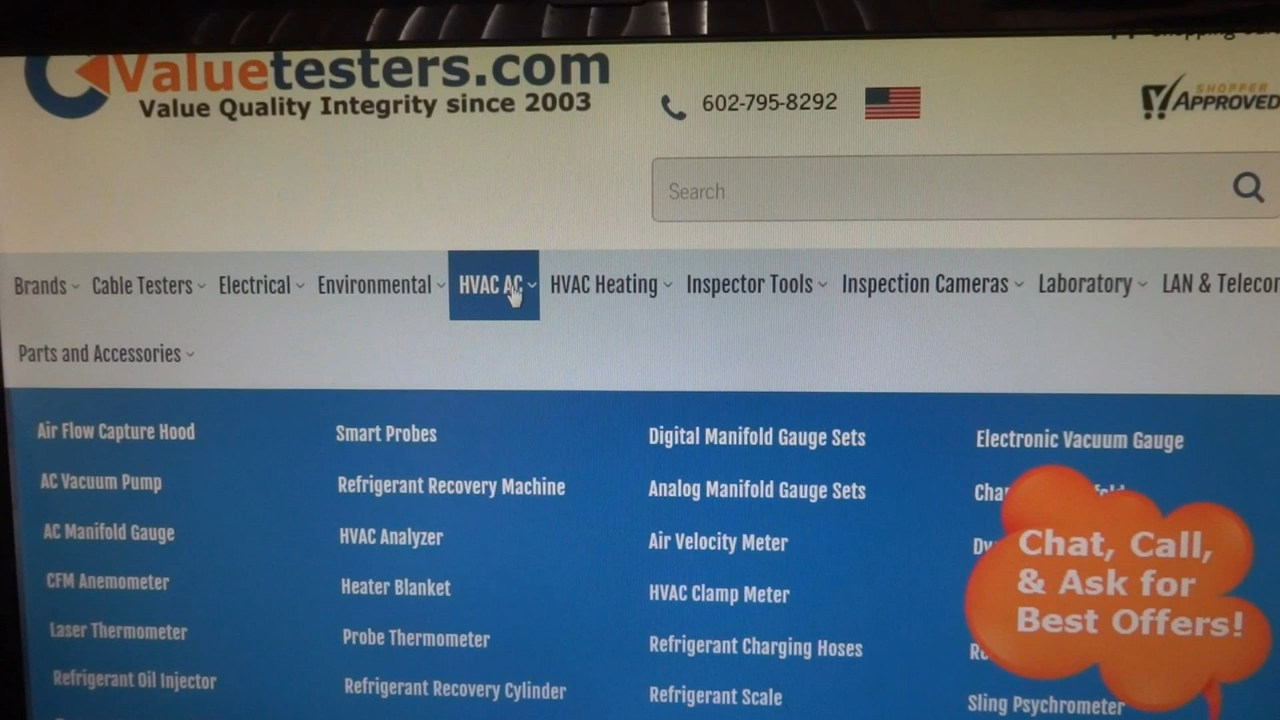 Valuetesters.com
Value Quality Integrity since 2003
602-795-8292
SHOPPER
APPROVED
Search
Brands Cable Testers Electrical Environmental HVAC AC HVAC Heating Inspector Tools Inspection Cameras Laboratory LAN &
Parts and Accessories
Air Flow Capture Hood Smart Probes Digital Manifold Gauge Sets Electronic Vacuum Gauge
AC Vacuum Pump Refrigerant Recovery Machine Analog Manifold Gauge Sets
AC Manifold Gauge HVAC Analyzer Air Velocity Meter
CFM Anemometer Heater Blanket HVAC Clamp Meter
Laser Thermometer Probe Thermometer Refrigerant Charging Hoses
Refrigerant Oil Injector Refrigerant Recovery Cylinder Refrigerant Scale Sling Psychrometer
Chat, Call,
& Ask for
Best Offers!